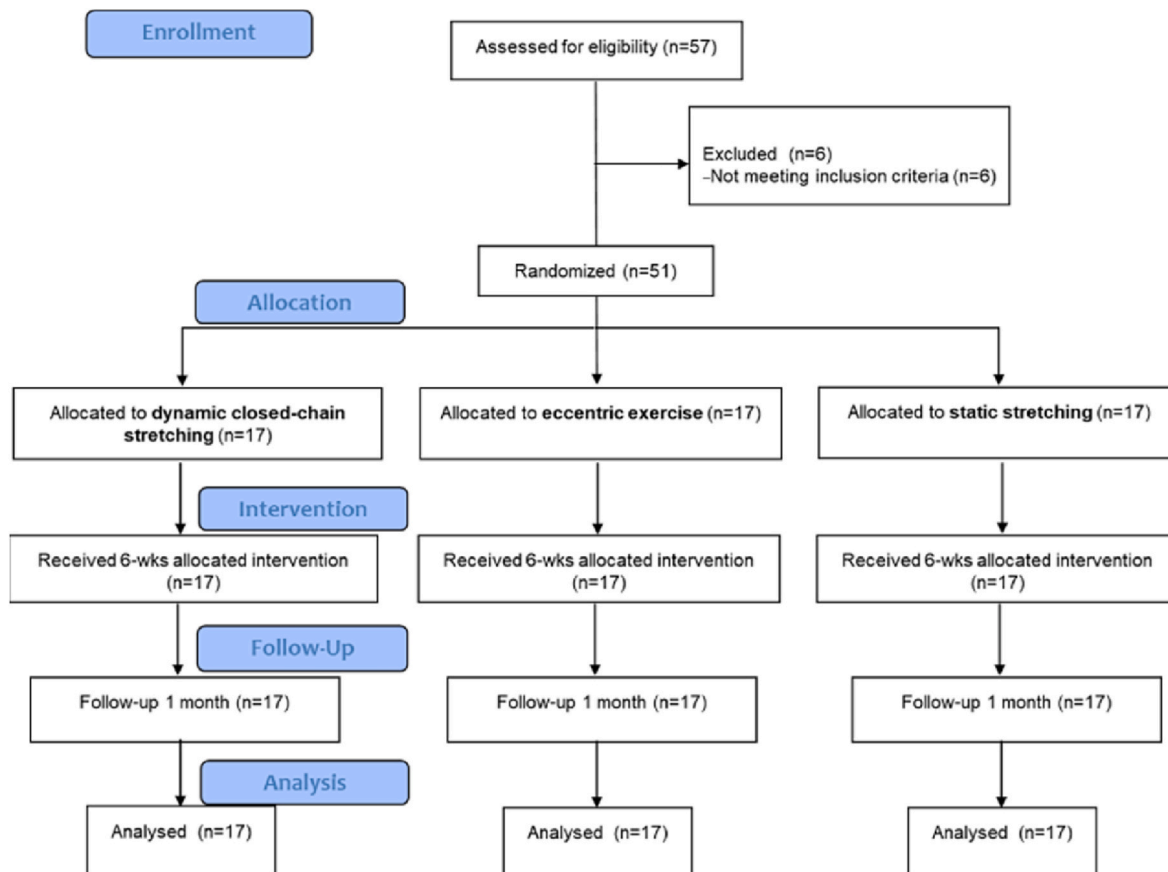 Enrollment
Assessed for eligibility (n=57)
Excluded (n=6)
–Not meeting inclusion criteria (n=6)
Randomized (n=51)
Allocation
Allocated to dynamic closed-chain
stretching (n=17)
Allocated to eccentric exercise (n=17)
Allocated to static stretching (n=17)
Intervention
Received 6-wks allocated intervention
(n=17)
Received 6-wks allocated intervention
(n=17)
Received 6-wks allocated intervention
(n=17)
Follow-Up
Follow-up 1 month (n=17)
Follow-up 1 month (n=17)
Follow-up 1 month (n=17)
Analysis
Analysed (n=17)
Analysed (n=17)
Analysed (n=17)